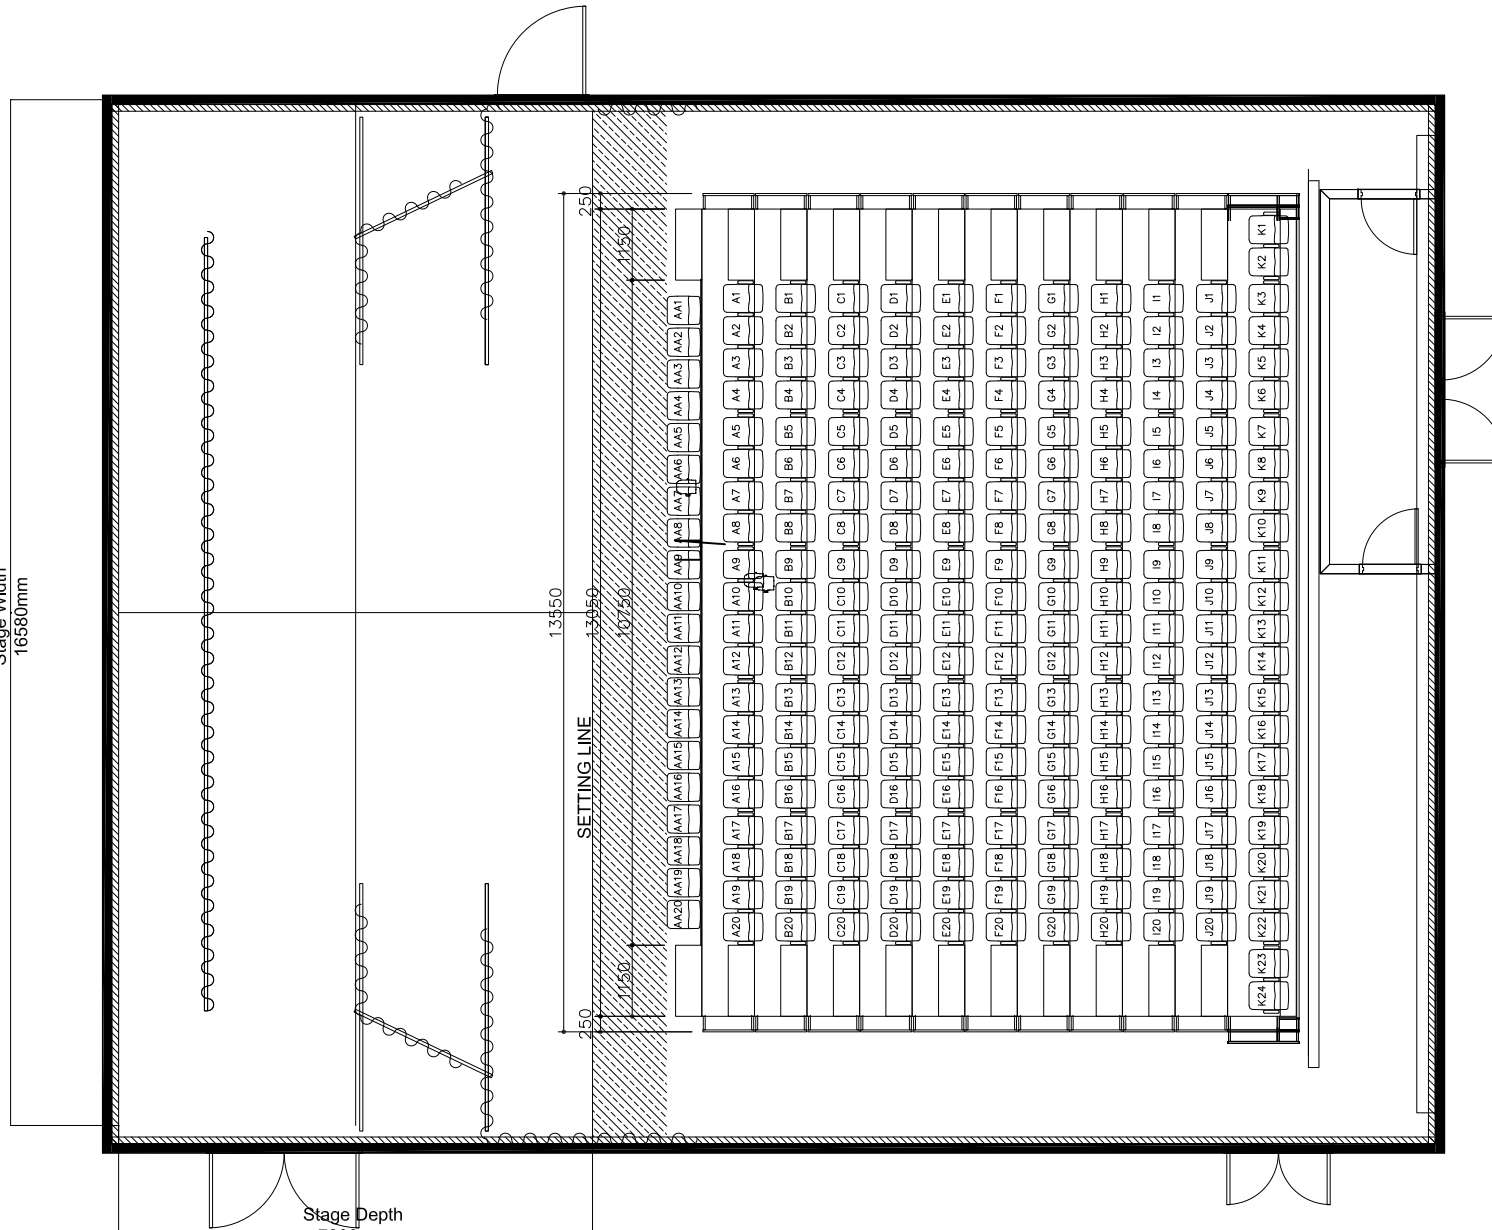 Stage Width
16580mm
250
1150
13550
13050
10750
SETTING LINE
1150
250
AA1 A1 B1 C1 D1 E1 F1 G1 H1 I1 J1 K1
AA2 A2 B2 C2 D2 E2 F2 G2 H2 I2 J2 K2
AA3 A3 B3 C3 D3 E3 F3 G3 H3 I3 J3 K3
AA4 A4 B4 C4 D4 E4 F4 G4 H4 I4 J4 K4
AA5 A5 B5 C5 D5 E5 F5 G5 H5 I5 J5 K5
AA6 A6 B6 C6 D6 E6 F6 G6 H6 I6 J6 K6
AA7 A7 B7 C7 D7 E7 F7 G7 H7 I7 J7 K7
AA8 A8 B8 C8 D8 E8 F8 G8 H8 I8 J8 K8
AA9 A9 B9 C9 D9 E9 F9 G9 H9 I9 J9 K9
AA10 A10 B10 C10 D10 E10 F10 G10 H10 I10 J10 K10
AA11 A11 B11 C11 D11 E11 F11 G11 H11 I11 J11 K11
AA12 A12 B12 C12 D12 E12 F12 G12 H12 I12 J12 K12
AA13 A13 B13 C13 D13 E13 F13 G13 H13 I13 J13 K13
AA14 A14 B14 C14 D14 E14 F14 G14 H14 I14 J14 K14
AA15 A15 B15 C15 D15 E15 F15 G15 H15 I15 J15 K15
AA16 A16 B16 C16 D16 E16 F16 G16 H16 I16 J16 K16
AA17 A17 B17 C17 D17 E17 F17 G17 H17 I17 J17 K17
AA18 A18 B18 C18 D18 E18 F18 G18 H18 I18 J18 K18
AA19 A19 B19 C19 D19 E19 F19 G19 H19 I19 J19 K19
AA20 A20 B20 C20 D20 E20 F20 G20 H20 I20 J20 K20
K21
K22
K23
K24
Stage Depth